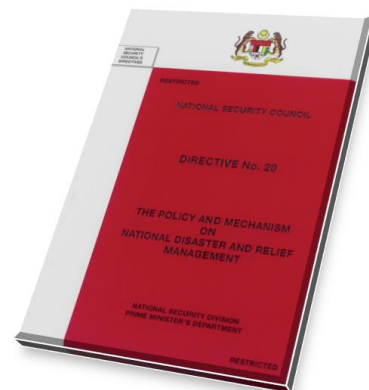 NATIONAL
SECURITY
COUNCIL'S
DIRECTIVES
RESTRICTED
NATIONAL SECURITY COUNCIL
DIRECTIVE No. 20
THE POLICY AND MECHANISM
ON
NATIONAL DISASTER AND RELIEF
MANAGEMENT
NATIONAL SECURITY DIVISION
PRIME MINISTER'S DEPARTMENT
RESTRICTED